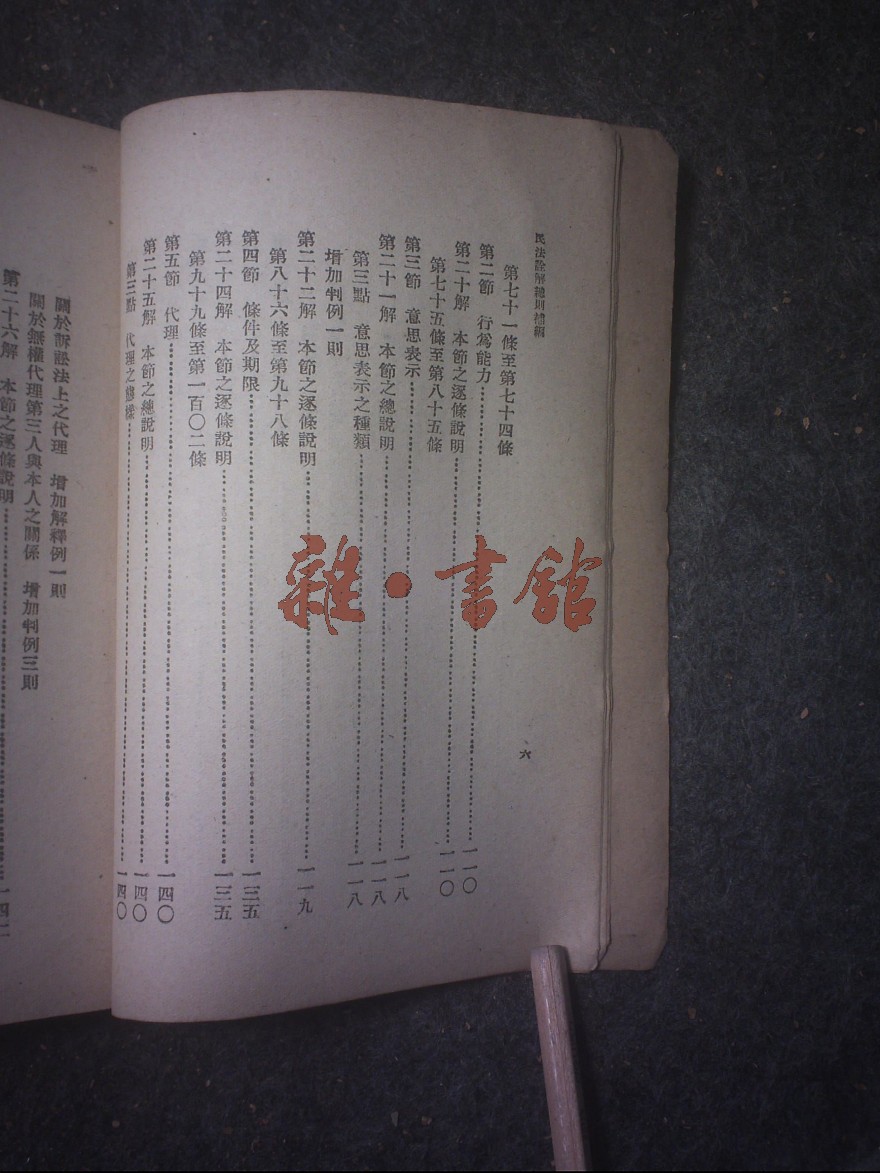 民法詮解總則補編
第七十一條至第七十四條
第二節　行為能力……一一〇
第二十解　本節之逐條說明……一一〇
第七十五條至第八十五條
第三節　意思表示……一一八
第二十一解　本節之總說明……一一八
第三點　意思表示之種類……一一八
增加判例一則
第二十二解　本節之逐條說明……一一九
第八十六條至第九十八條
第四節　條件及期限……一三五
第二十四解　本節之逐條說明……一三五
第九十九條至第一百〇二條
第五節　代理……一四〇
第二十五解　本節之總說明……一四〇
第三點　代理之態樣……一四〇
六
關於訴訟法上之代理　增加解釋例一則
關於無權代理第三人與本人之關係　增加判例三則
第二十六解　本節之逐條說明……一四
雜·書館